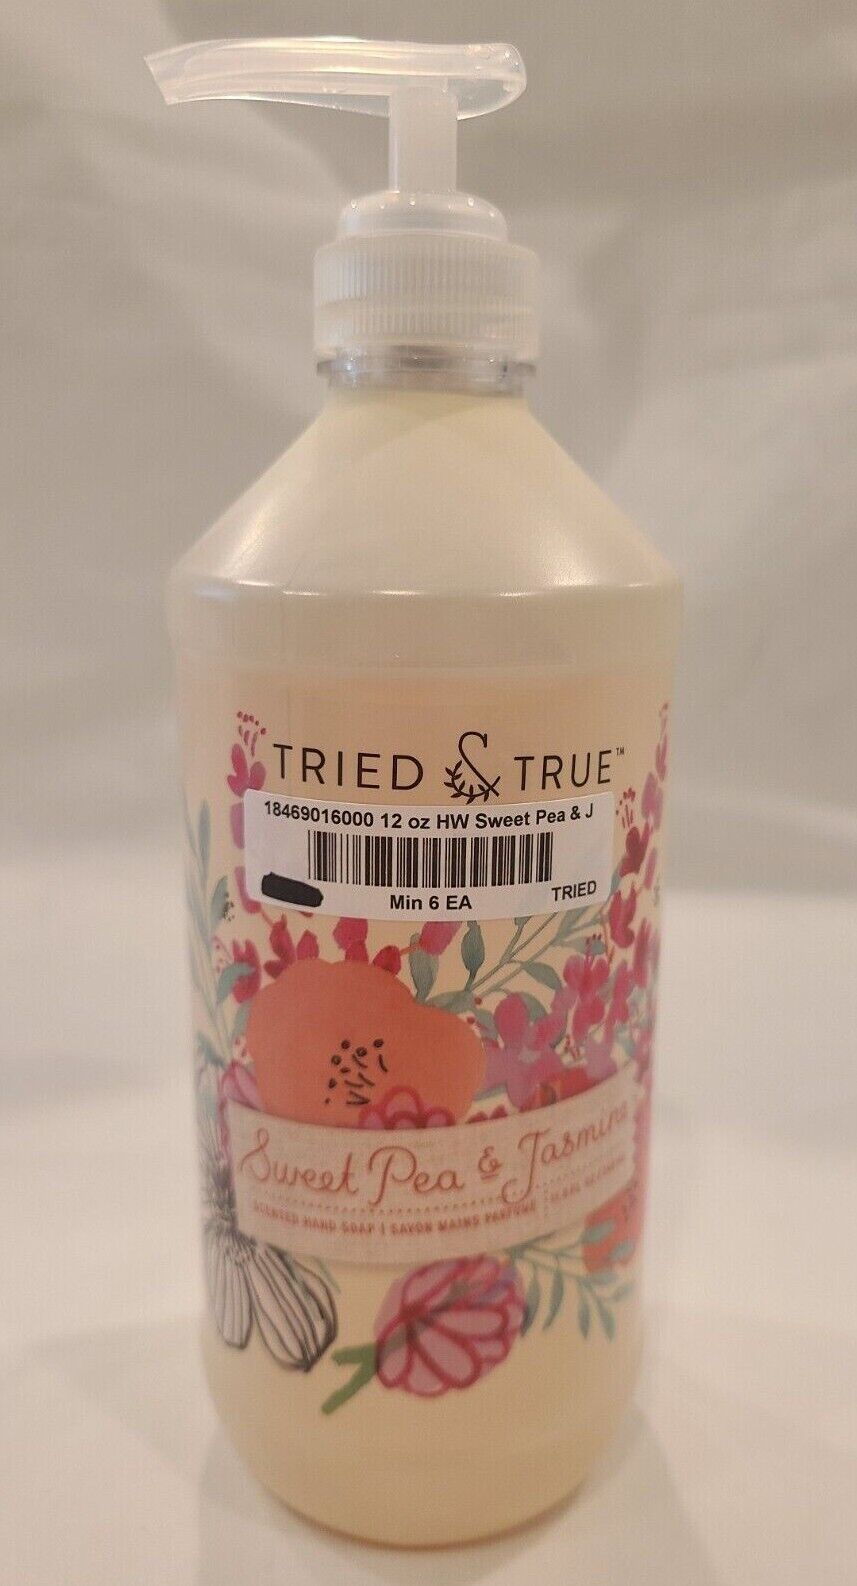 TRIED & TRUE™
18469016000 12 oz HW Sweet Pea & J
Min 6 EA
TRIED
Sweet Pea & Jasmine
SCENTED HAND SOAP | SAVON MAINS PARFUMÉ |